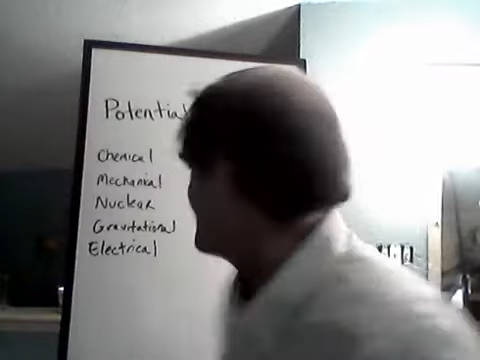 Potential
Chemical
Mechanical
Nuclear
Gravitational
Electrical